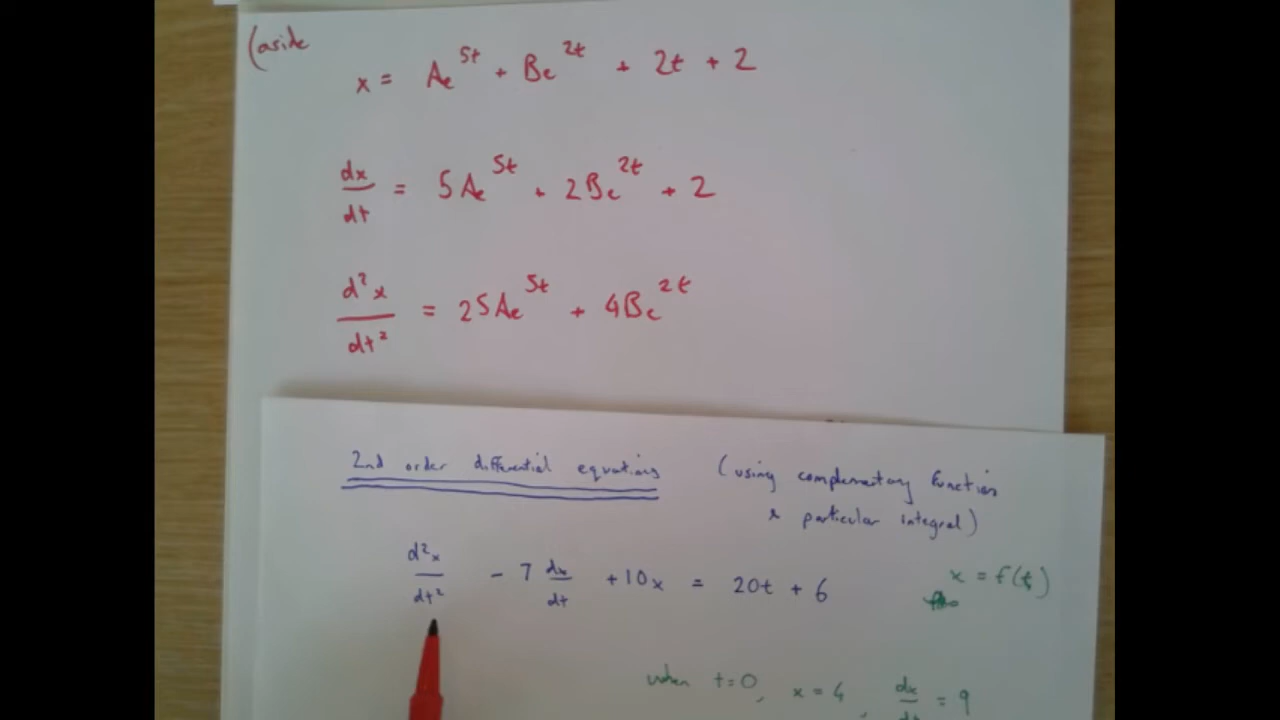 (aside
x = Ae^{5t} + Be^{2t} + 2t + 2
dx/dt = 5Ae^{5t} + 2Be^{2t} + 2
d²x/dt² = 25Ae^{5t} + 4Be^{2t}
2nd order differential equations (using complementary function
& particular integral)
d²x/dt² - 7 dx/dt + 10x = 20t + 6 x = f(t)
when t=0, x = 4, dx/dt = 9